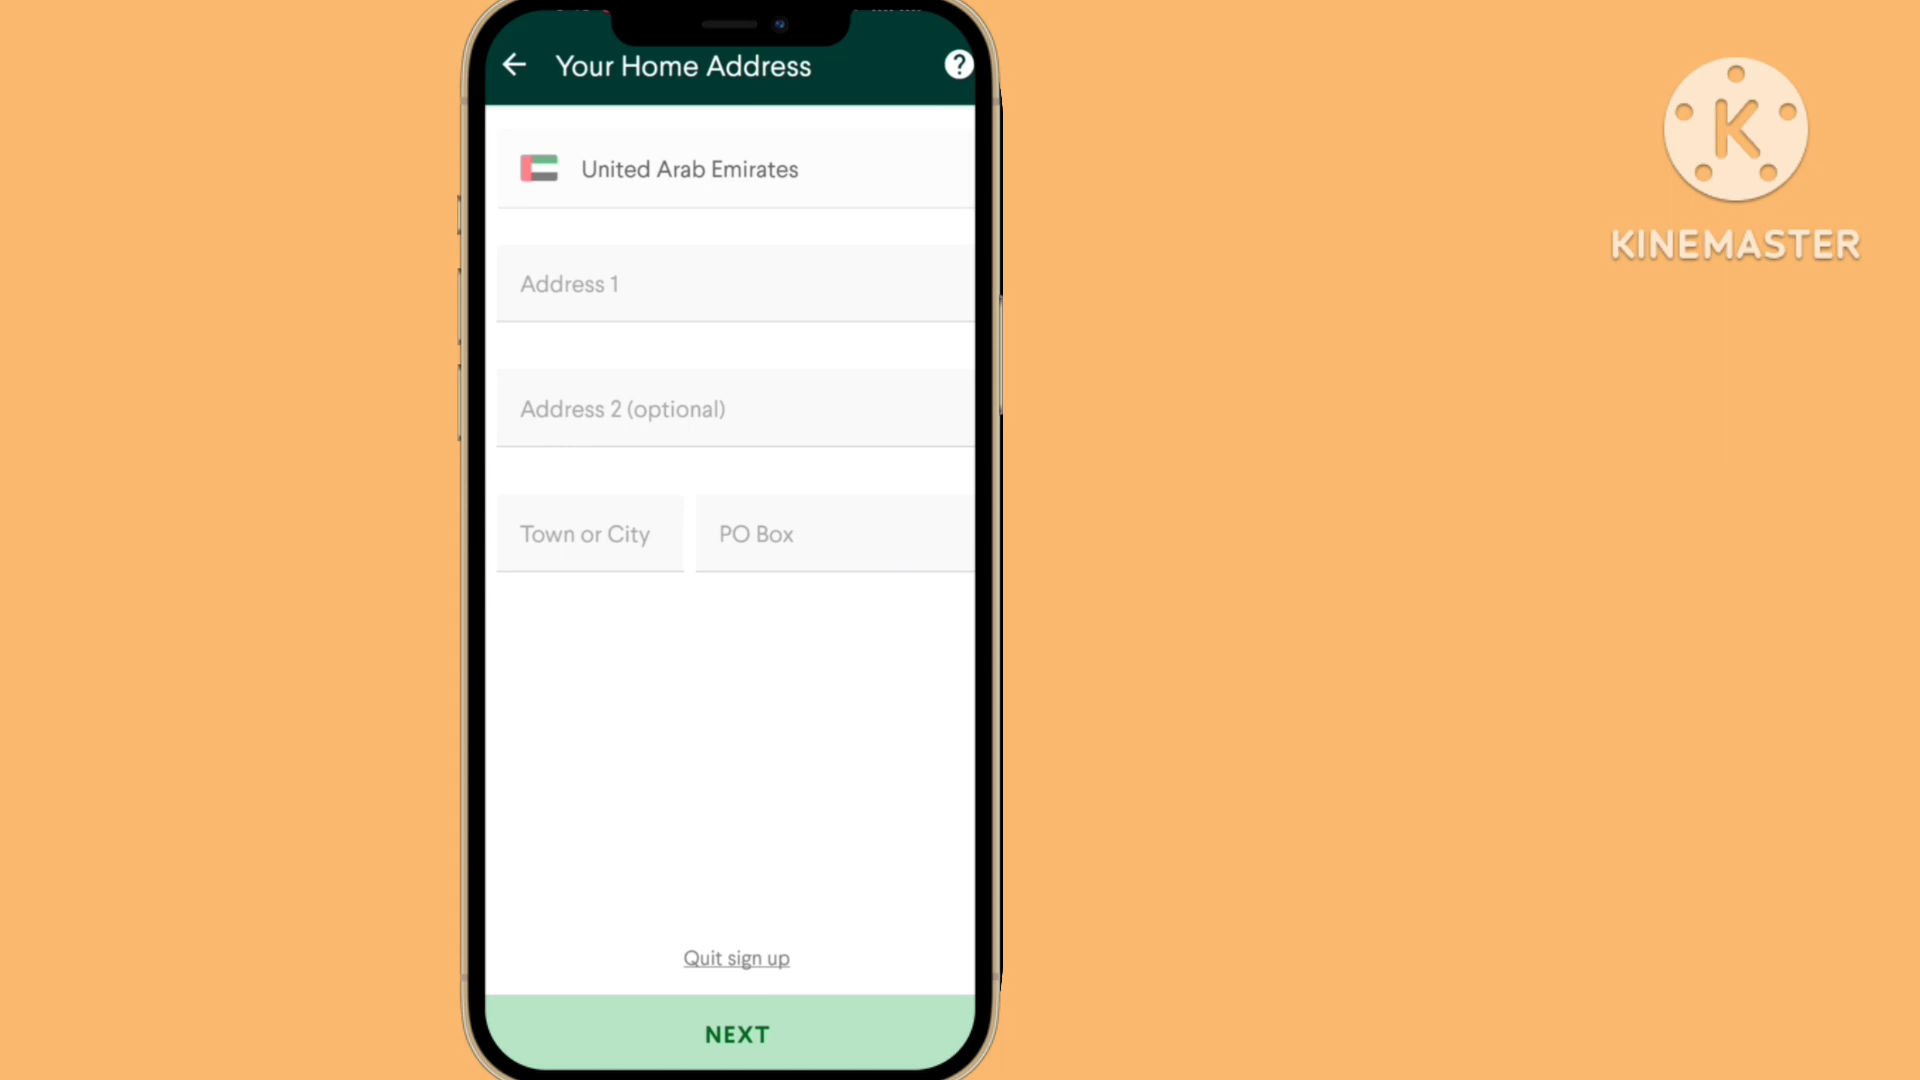 Your Home Address
?
United Arab Emirates
Address 1
Address 2 (optional)
Town or City
PO Box
Quit sign up
NEXT
K
KINEMASTER